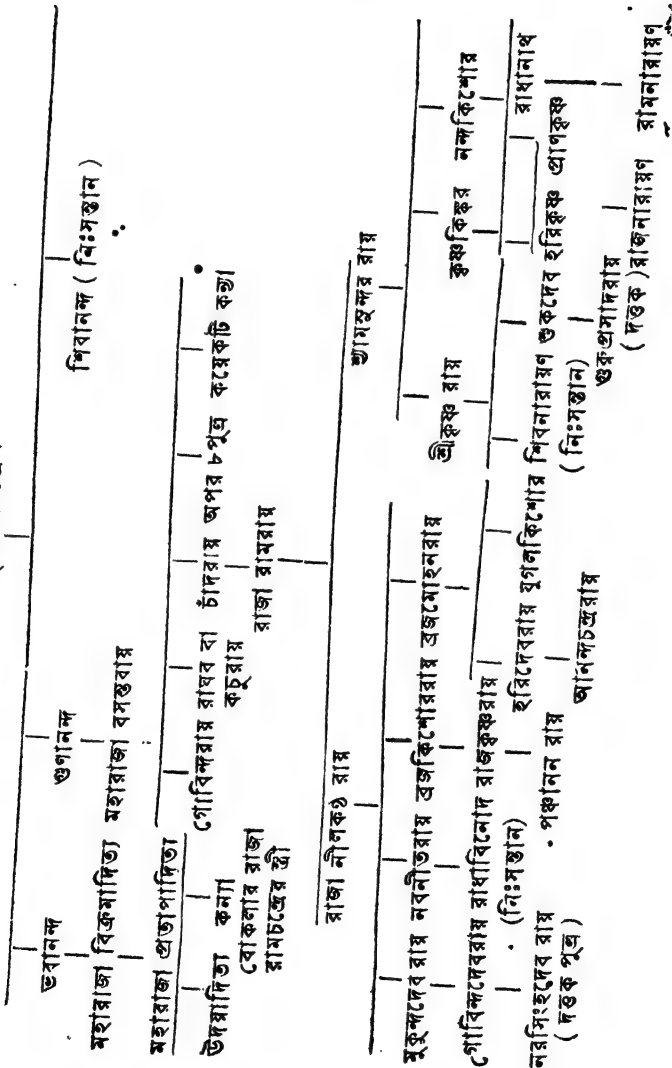 ভবানন্দ গুণানন্দ শিবানন্দ ( নিঃসন্তান )
মহারাজা বিক্রমাদিত্য মহারাজা বসন্তরায়
মহারাজা প্রতাপাদিত্য
গোবিন্দরায় রাঘব বা চাঁদরায় অপর ৮পুত্র কয়েকটি কন্যা
কচুরায়
উদয়াদিত্য কন্যা
বোকলার রাজা
রামচন্দ্রের স্ত্রী
রাজা রামরায়
রাজা নীলকণ্ঠ রায় শ্যামসুন্দর রায়
মুকুন্দদেব রায় নবনীতরায় ব্রজকিশোররায় ব্রজমোহনরায় শ্রীকৃষ্ণ রায় কৃষ্ণকিঙ্কর নন্দকিশোর
গোবিন্দদেবরায় রাধাবিনোদ রাজকৃষ্ণরায়
(নিঃসন্তান)
হরিদেবরায় যুগলকিশোর শিবনারায়ণ শুকদেব হরিকৃষ্ণ প্রাণকৃষ্ণ রাধানাথ
( নিঃসন্তান)
নরসিংহদেব রায় পঞ্চানন রায় আনন্দচন্দ্ররায়
( দত্তক পুত্র )
গুরুপ্রসাদরায়
( দত্তক ) রাজনারায়ণ রামনারায়ণ